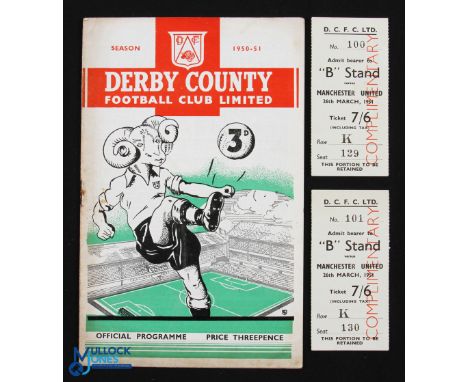 SEASON 1950-51
D C F
DERBY COUNTY
FOOTBALL CLUB LIMITED
3D
OFFICIAL PROGRAMME PRICE THREEPENCE
D. C. F. C. LTD.
No. 100
Admit bearer to
"B" Stand
versus
MANCHESTER UNITED
26th MARCH, 1951
Ticket 7/6
(INCLUDING TAX)
Row K
Seat 129
THIS PORTION TO BE
RETAINED
COMPLIMENTARY
D. C. F. C. LTD.
No. 101
Admit bearer to
"B" Stand
versus
MANCHESTER UNITED
26th MARCH, 1951
Ticket 7/6
(INCLUDING TAX)
Row K
Seat 130
THIS PORTION TO BE
RETAINED
COMPLIMENTARY
MULLOCK
JONES